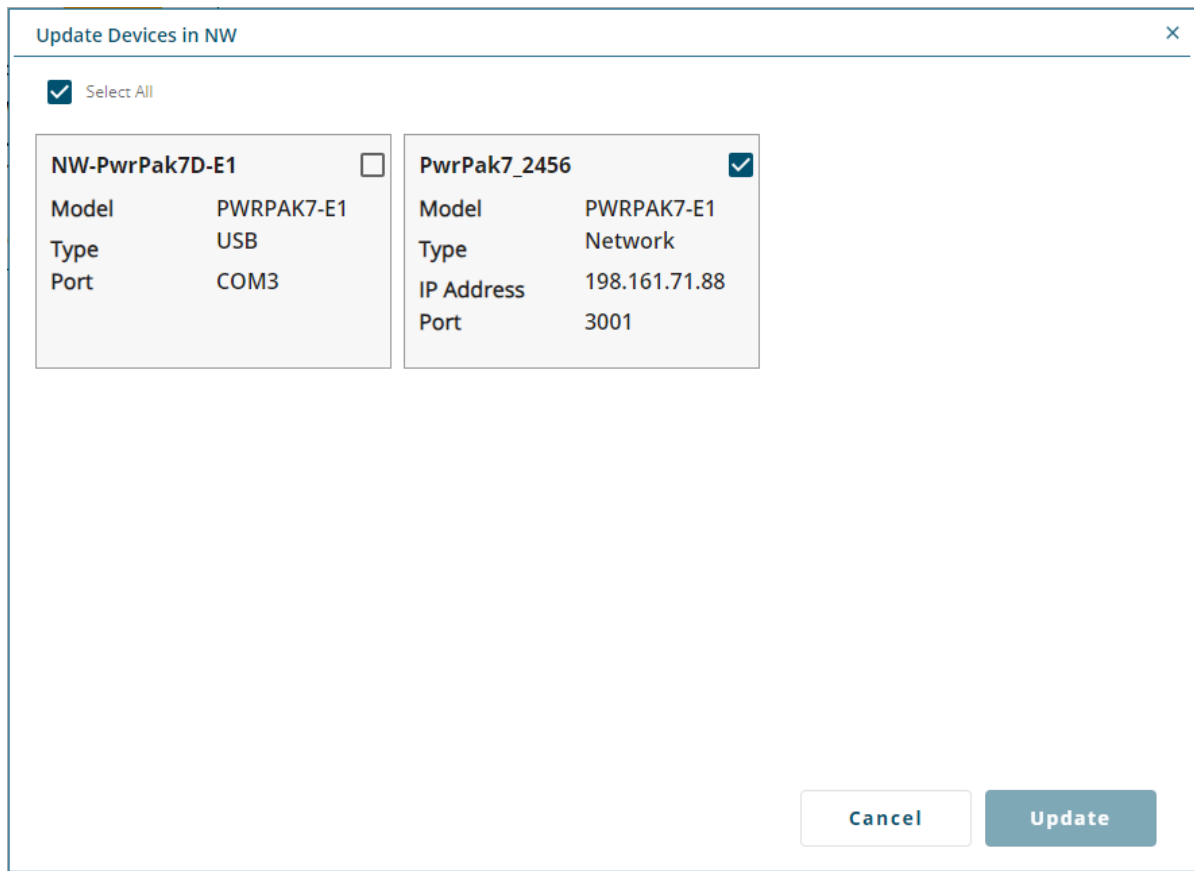 Update Devices in NW
Select All
NW-PwrPak7D-E1
Model PWRPAK7-E1
Type USB
Port COM3
PwrPak7_2456
Model PWRPAK7-E1
Type Network
IP Address 198.161.71.88
Port 3001
Cancel Update